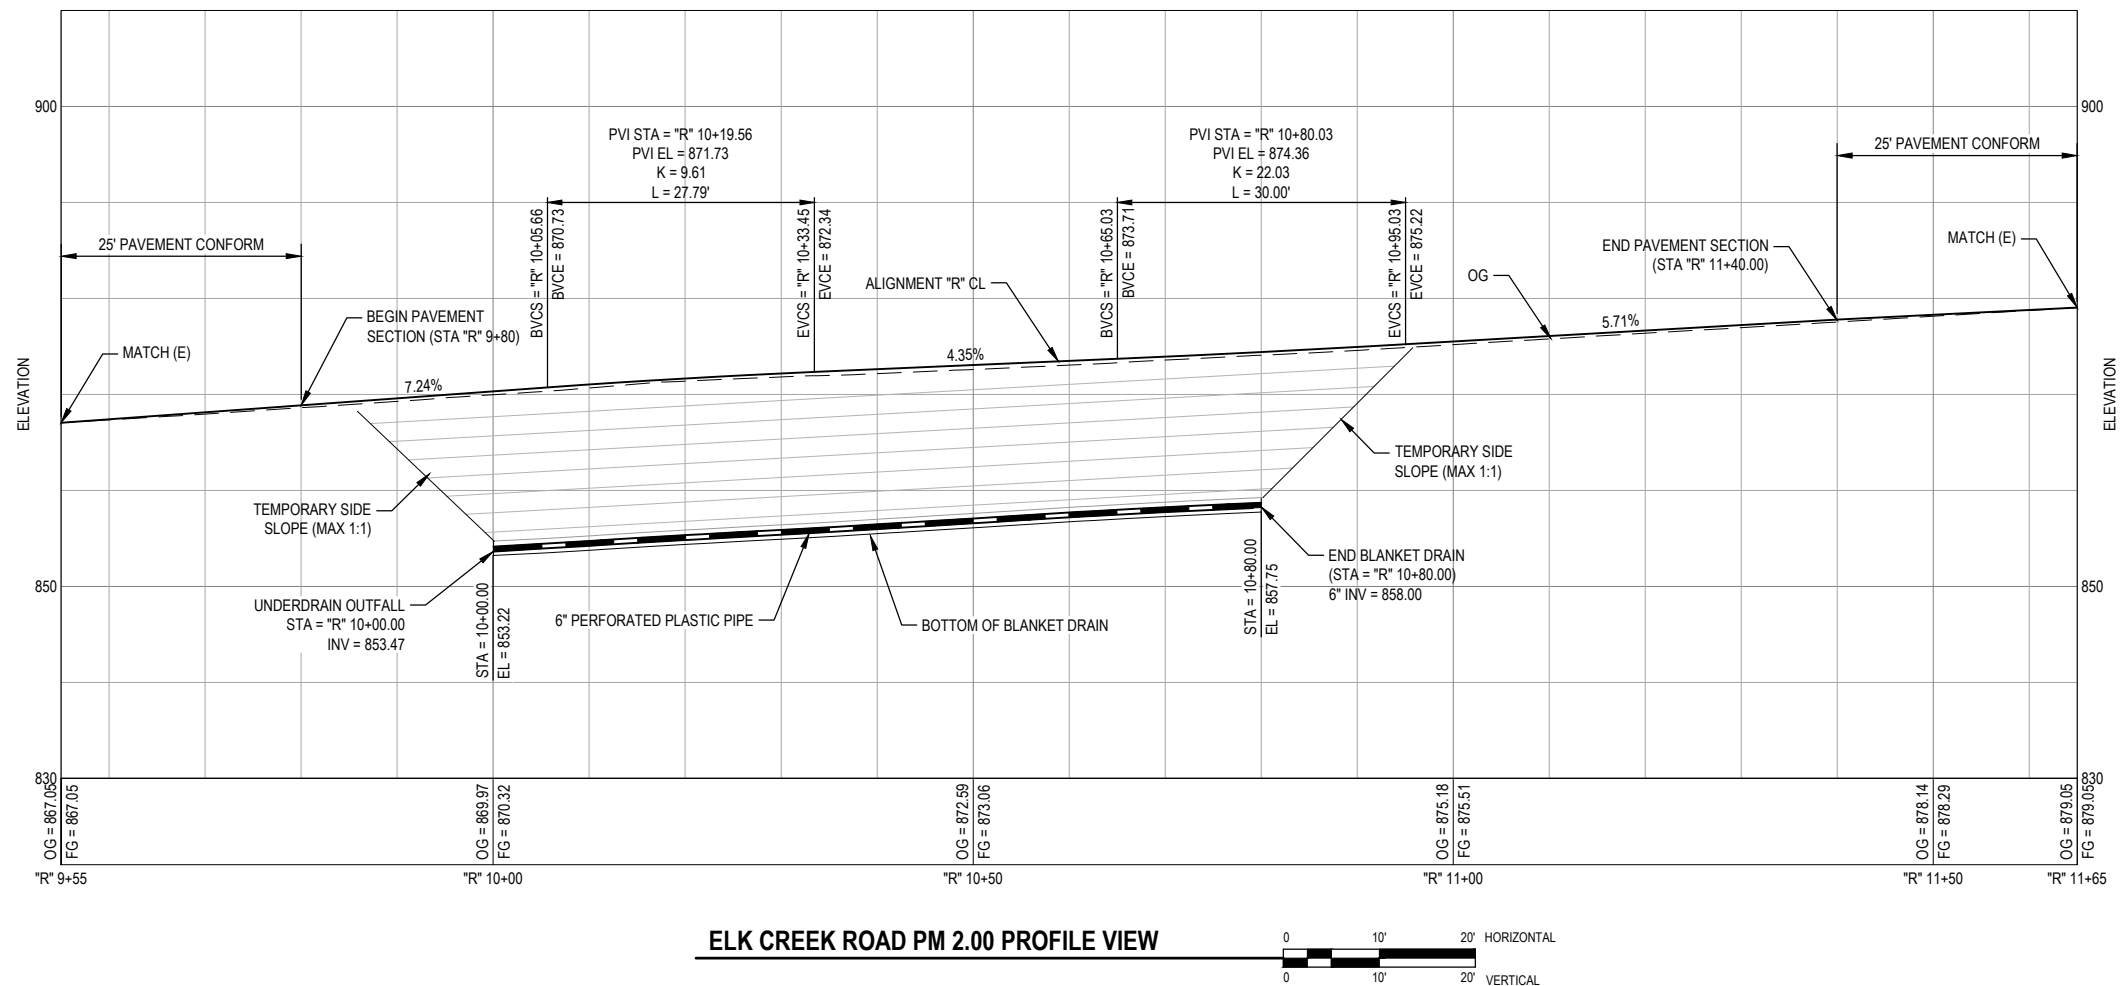 900
900
PVI STA = "R" 10+19.56
PVI EL = 871.73
K = 9.61
L = 27.79'
PVI STA = "R" 10+80.03
PVI EL = 874.36
K = 22.03
L = 30.00'
25' PAVEMENT CONFORM
25' PAVEMENT CONFORM
BVCS = "R" 10+05.66
BVCE = 870.73
EVCS = "R" 10+33.45
EVCE = 872.34
BVCS = "R" 10+65.03
BVCE = 873.71
EVCS = "R" 10+95.03
EVCE = 875.22
END PAVEMENT SECTION
(STA "R" 11+40.00)
MATCH (E)
OG
ALIGNMENT "R" CL
BEGIN PAVEMENT
SECTION (STA "R" 9+80)
MATCH (E)
7.24%
4.35%
5.71%
ELEVATION
ELEVATION
TEMPORARY SIDE
SLOPE (MAX 1:1)
TEMPORARY SIDE
SLOPE (MAX 1:1)
END BLANKET DRAIN
(STA = "R" 10+80.00)
6" INV = 858.00
850
850
UNDERDRAIN OUTFALL
STA = "R" 10+00.00
INV = 853.47
STA = 10+00.00
EL = 853.22
6" PERFORATED PLASTIC PIPE
BOTTOM OF BLANKET DRAIN
STA = 10+80.00
EL = 857.75
830
830
OG = 867.05
FG = 867.05
OG = 869.97
FG = 870.32
OG = 872.59
FG = 873.06
OG = 875.18
FG = 875.51
OG = 878.14
FG = 878.29
OG = 879.05
FG = 879.05
"R" 9+55
"R" 10+00
"R" 10+50
"R" 11+00
"R" 11+50
"R" 11+65
ELK CREEK ROAD PM 2.00 PROFILE VIEW
0 10' 20' HORIZONTAL
0 10' 20' VERTICAL